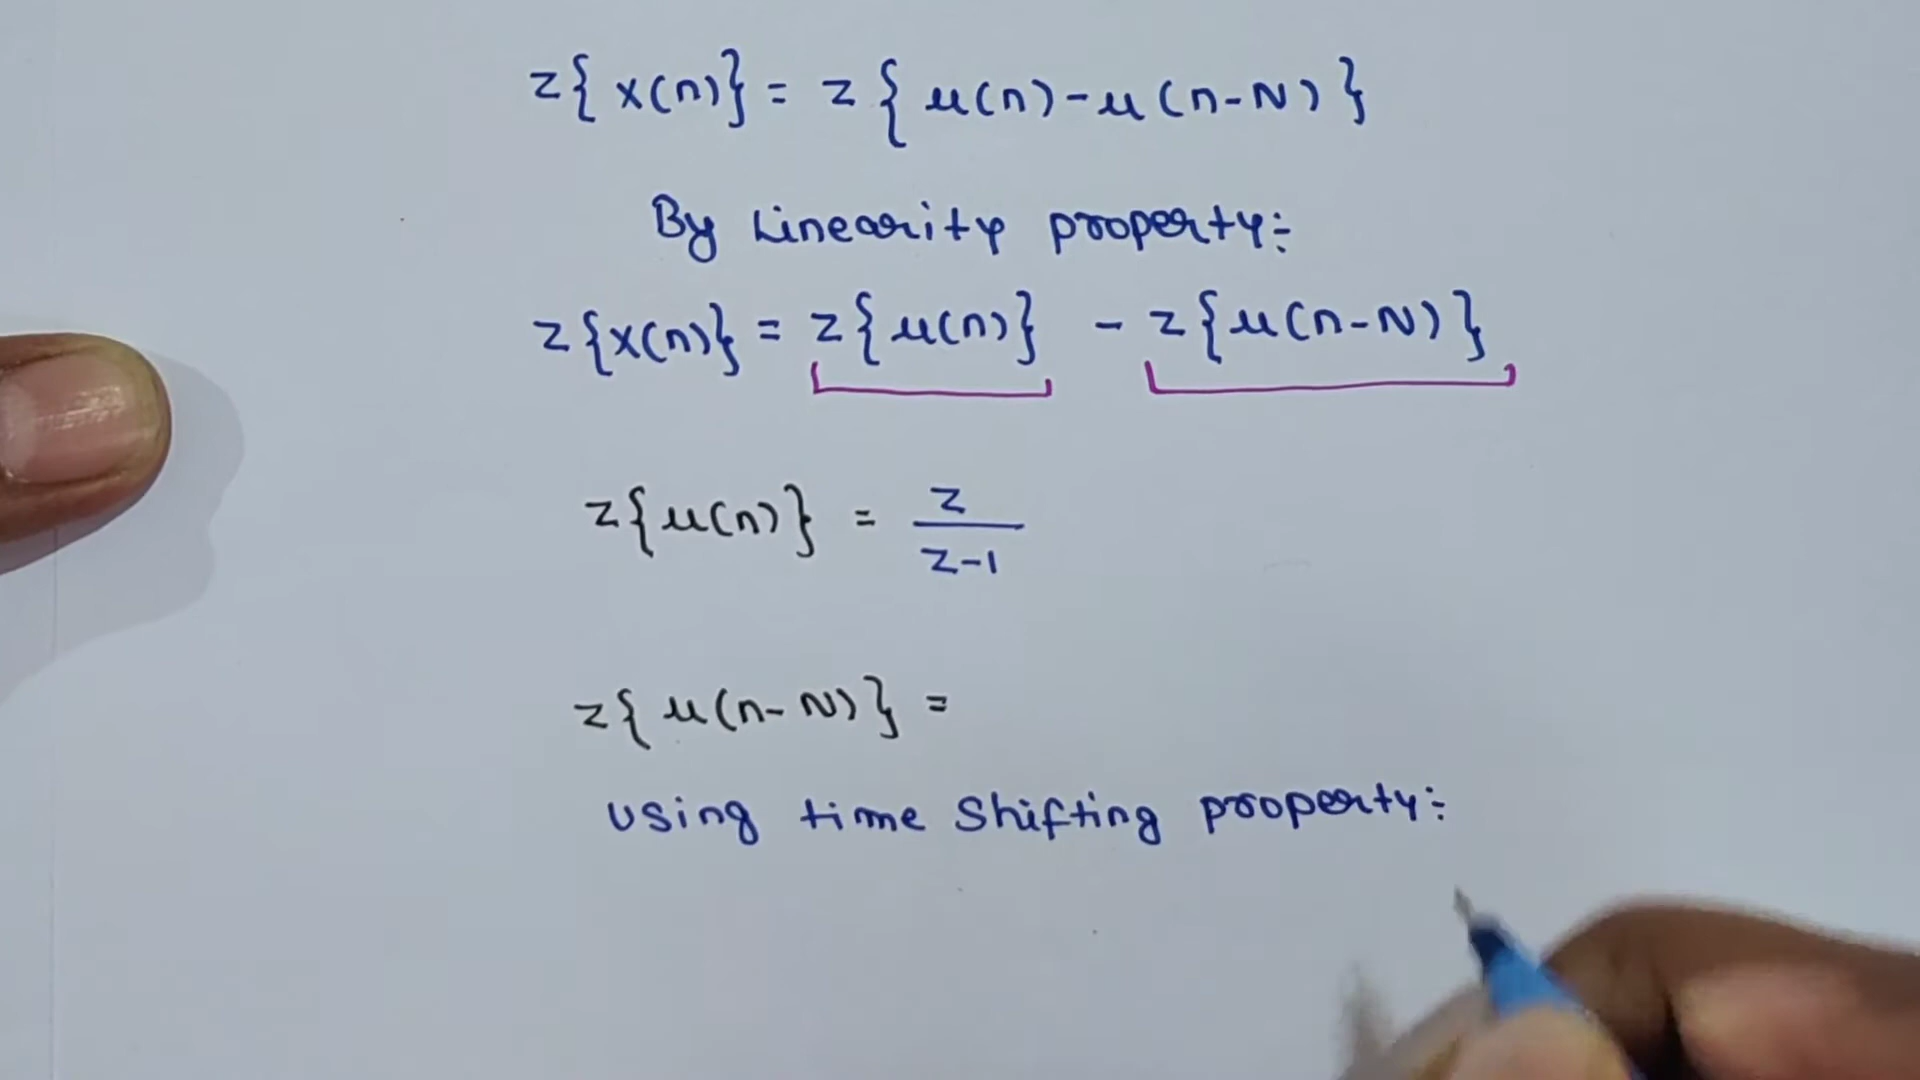 z{x(n)} = z{u(n)-u(n-N)}
By Linearity property:
z{x(n)} = z{u(n)} - z{u(n-N)}
z{u(n)} = z/z-1
z{u(n-N)} =
Using time Shifting property: